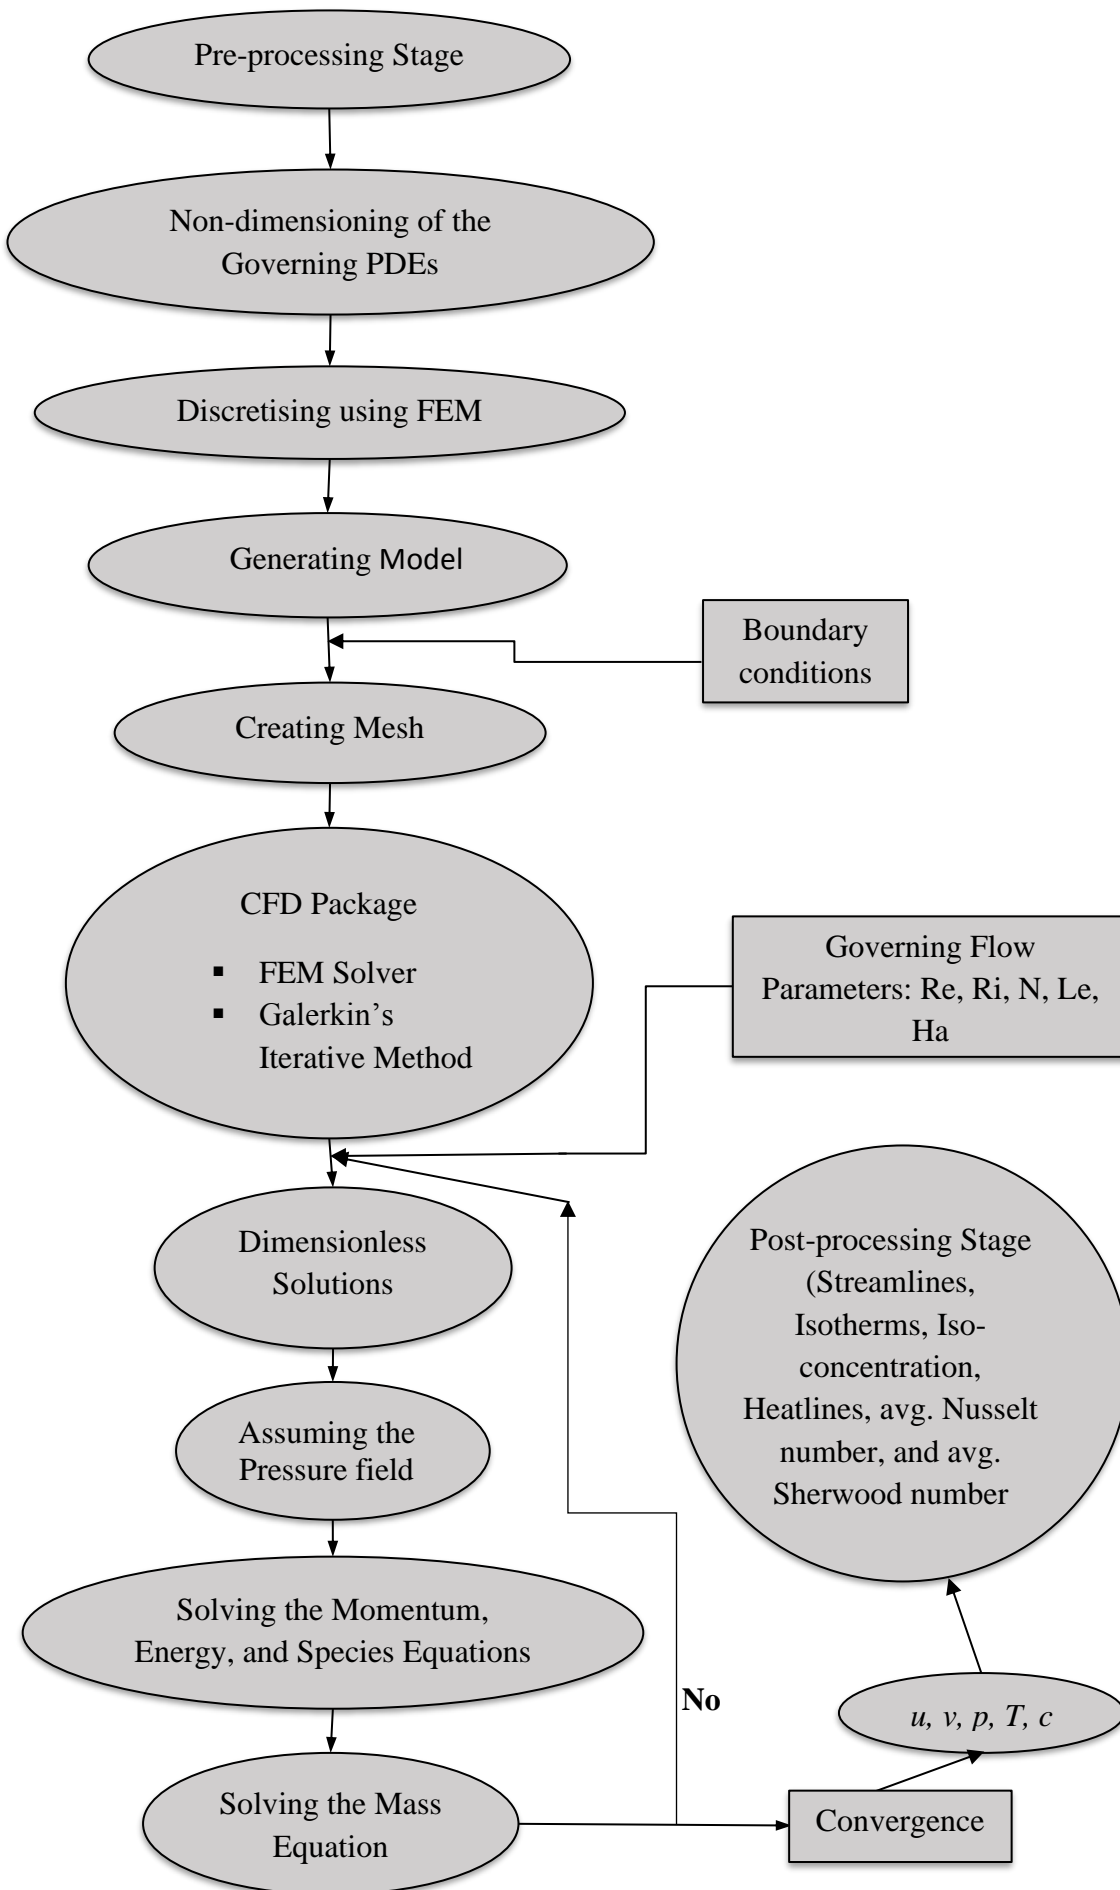 Pre-processing Stage
Non-dimensioning of the
Governing PDEs
Discretising using FEM
Generating Model
Boundary
conditions
Creating Mesh
CFD Package
▪ FEM Solver
▪ Galerkin’s
Iterative Method
Governing Flow
Parameters: Re, Ri, N, Le,
Ha
Dimensionless
Solutions
Post-processing Stage
(Streamlines,
Isotherms, Iso-
concentration,
Heatlines, avg. Nusselt
number, and avg.
Sherwood number
Assuming the
Pressure field
Solving the Momentum,
Energy, and Species Equations
No
u, v, p, T, c
Solving the Mass
Equation
Convergence